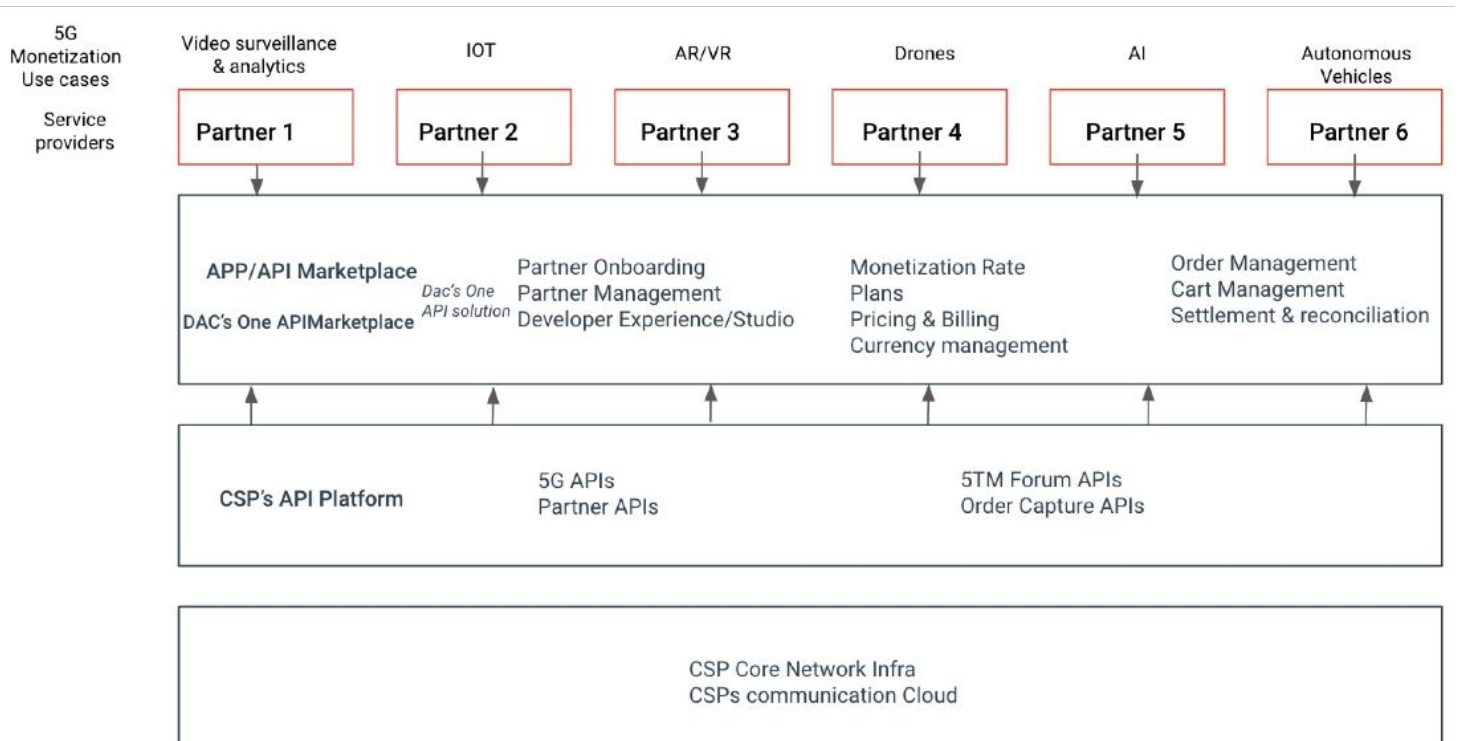 5G
Monetization
Use cases
Video surveillance
& analytics
IOT
AR/VR
Drones
AI
Autonomous
Vehicles
Service
providers
Partner 1
Partner 2
Partner 3
Partner 4
Partner 5
Partner 6
APP/API Marketplace
DAC's One APIMarketplace
Dac's One
API solution
Partner Onboarding
Partner Management
Developer Experience/Studio
Monetization Rate
Plans
Pricing & Billing
Currency management
Order Management
Cart Management
Settlement & reconciliation
CSP's API Platform
5G APIs
Partner APIs
5TM Forum APIs
Order Capture APIs
CSP Core Network Infra
CSPs communication Cloud